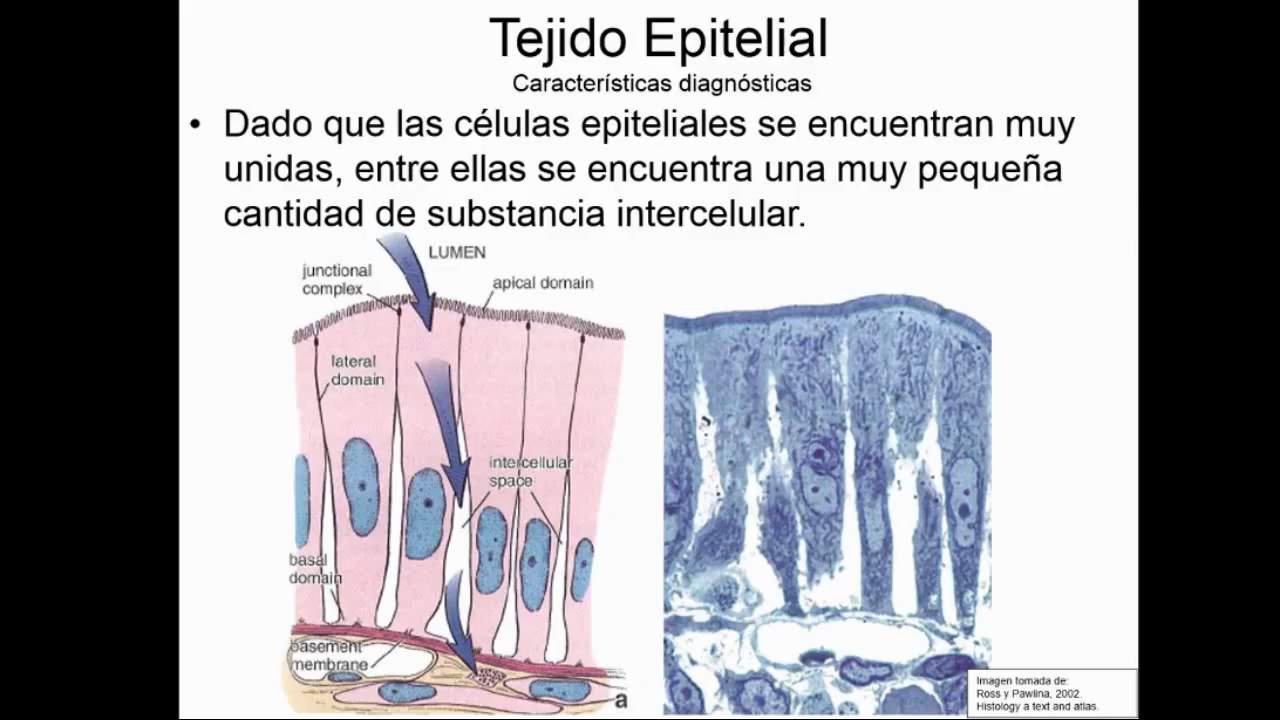 Tejido Epitelial
Características diagnósticas
• Dado que las células epiteliales se encuentran muy
unidas, entre ellas se encuentra una muy pequeña
cantidad de substancia intercelular.
LUMEN
junctional
complex
apical domain
lateral
domain
intercellular
space
basal
domain
basement
membrane
a
Imagen tomada de:
Ross y Pawlina, 2002.
Histology a text and atlas.